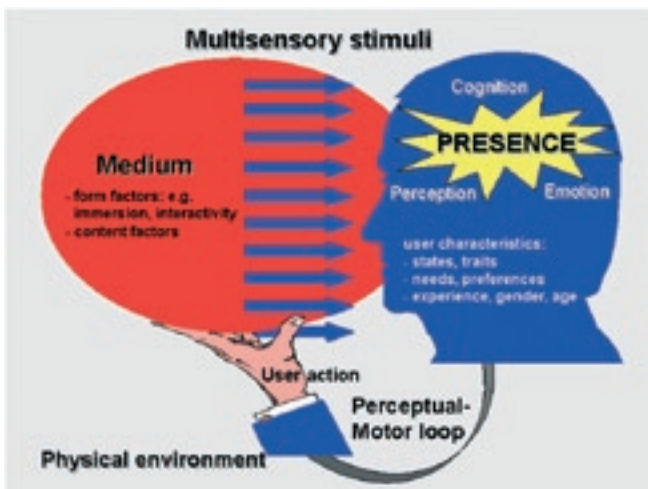 Multisensory stimuli
Cognition
PRESENCE
Perception
Emotion
Medium
- form factors: e.g.
immersion, interactivity
- content factors
user characteristics:
- states, traits
- needs, preferences
- experience, gender, age
User action
Perceptual-
Motor loop
Physical environment